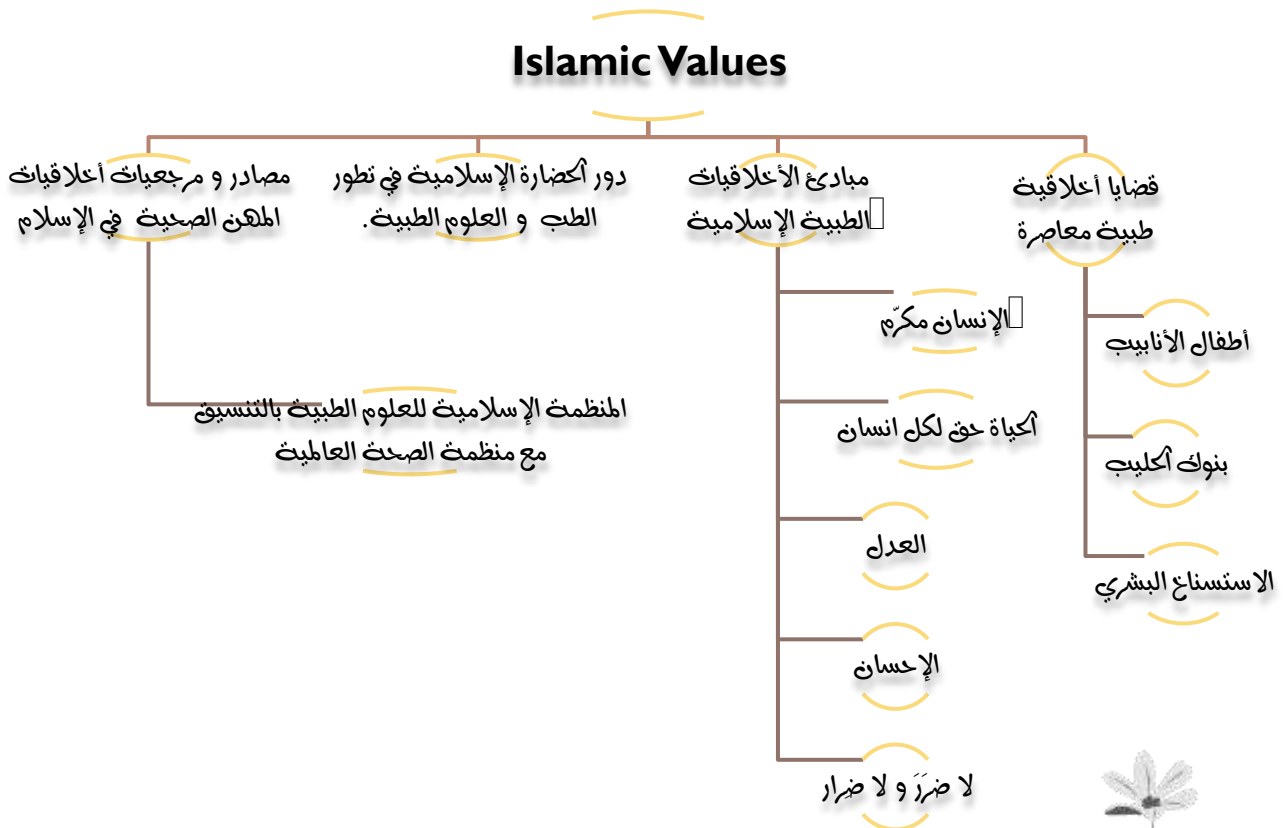 Islamic Values
قضايا أخلاقية
طبية معاصرة
أطفال الأنابيب
بنوك الحليب
الاستسناخ البشري
مبادئ الأخلاقيات
الطبية الإسلامية
الإنسان مكرّم
الحياة حق لكل انسان
العدل
الإحسان
لا ضَرَرَ و لا ضِرار
دور الحضارة الإسلامية في تطور
الطب و العلوم الطبية.
مصادر و مرجعيات أخلاقيات
المهن الصحية في الإسلام
المنظمة الإسلامية للعلوم الطبية بالتنسيق
مع منظمة الصحة العالمية